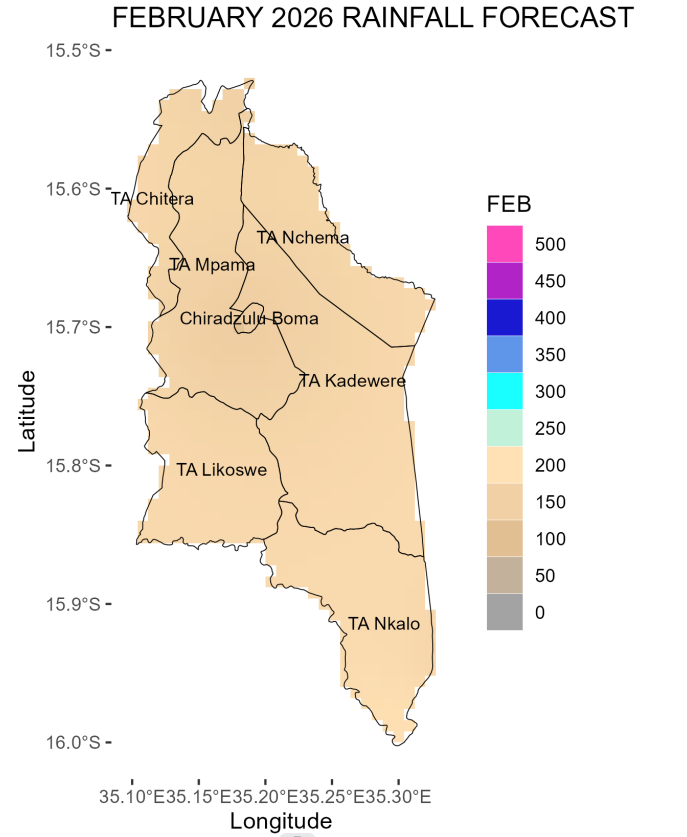 FEBRUARY 2026 RAINFALL FORECAST
15.5°S
15.6°S
15.7°S
15.8°S
15.9°S
16.0°S
Latitude
TA Chitera
TA Nchema
TA Mpama
Chiradzulu Boma
TA Kadewere
TA Likoswe
TA Nkalo
35.10°E35.15°E35.20°E35.25°E35.30°E
Longitude
FEB
500
450
400
350
300
250
200
150
100
50
0